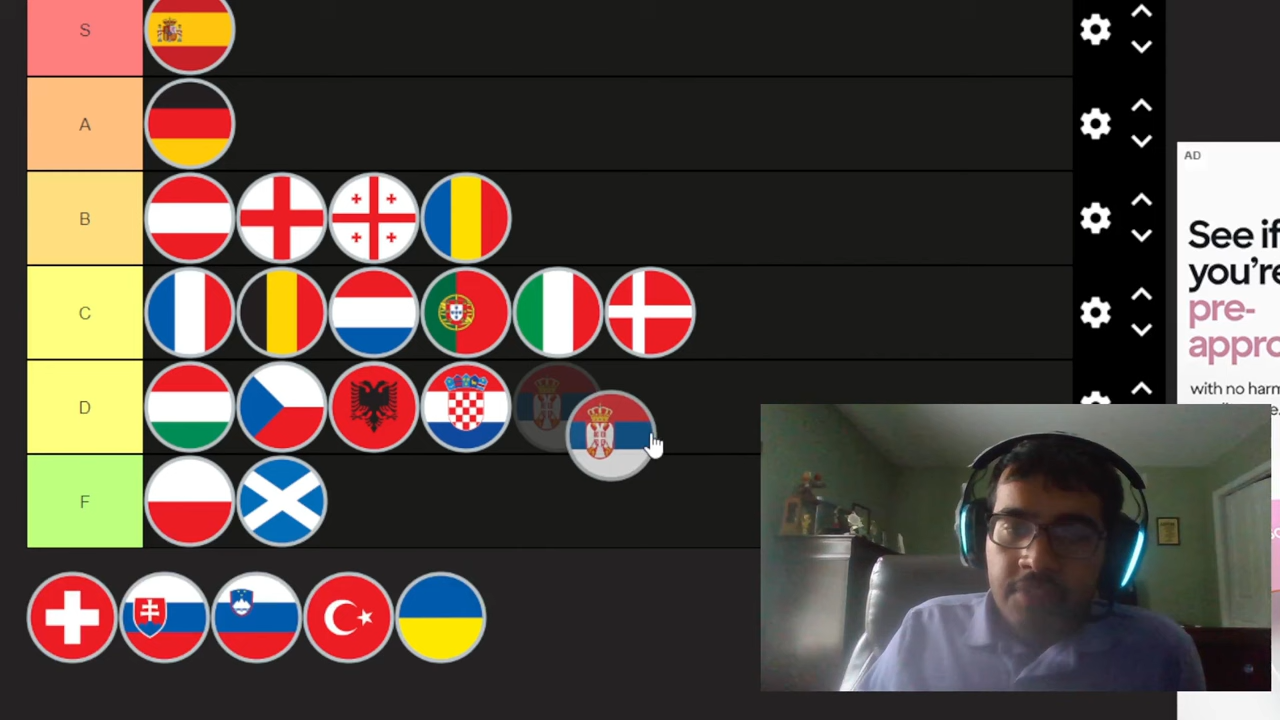 S
A
B
C
D
F
AD
See if
you're
pre-
appro
with no harm